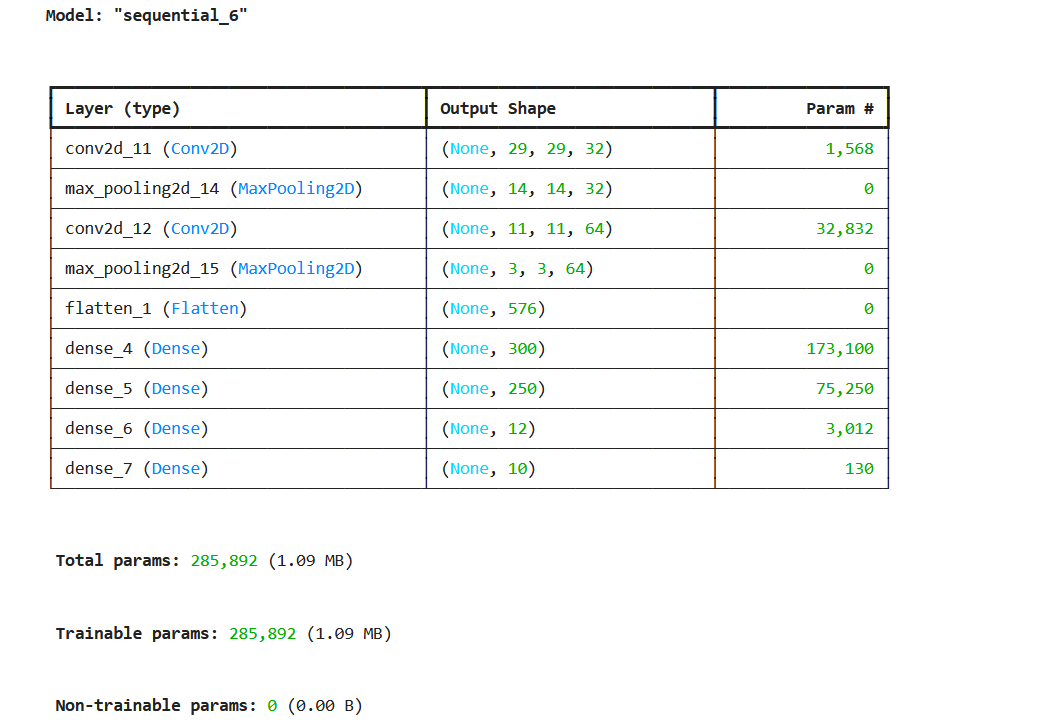 Model: "sequential_6"
Layer (type) Output Shape Param #
conv2d_11 (Conv2D) (None, 29, 29, 32) 1,568
max_pooling2d_14 (MaxPooling2D) (None, 14, 14, 32) 0
conv2d_12 (Conv2D) (None, 11, 11, 64) 32,832
max_pooling2d_15 (MaxPooling2D) (None, 3, 3, 64) 0
flatten_1 (Flatten) (None, 576) 0
dense_4 (Dense) (None, 300) 173,100
dense_5 (Dense) (None, 250) 75,250
dense_6 (Dense) (None, 12) 3,012
dense_7 (Dense) (None, 10) 130
Total params: 285,892 (1.09 MB)
Trainable params: 285,892 (1.09 MB)
Non-trainable params: 0 (0.00 B)